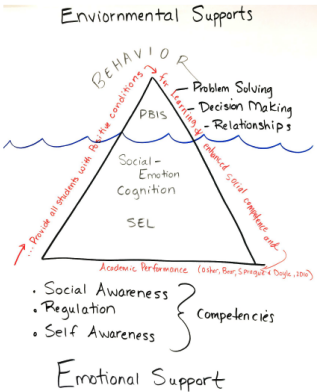 Enviornmental Supports
BEHAVIOR
... Provide all students with Positive conditions
for Learning, & enhanced social competence and
- Problem Solving
- Decision Making
- Relationships
PBIS
Social-
Emotion
Cognition
SEL
Academic Performance (Osher, Bear, Sprague & Doyle, 2010)
• Social Awareness
• Regulation
• Self Awareness
Competencies
Emotional Support